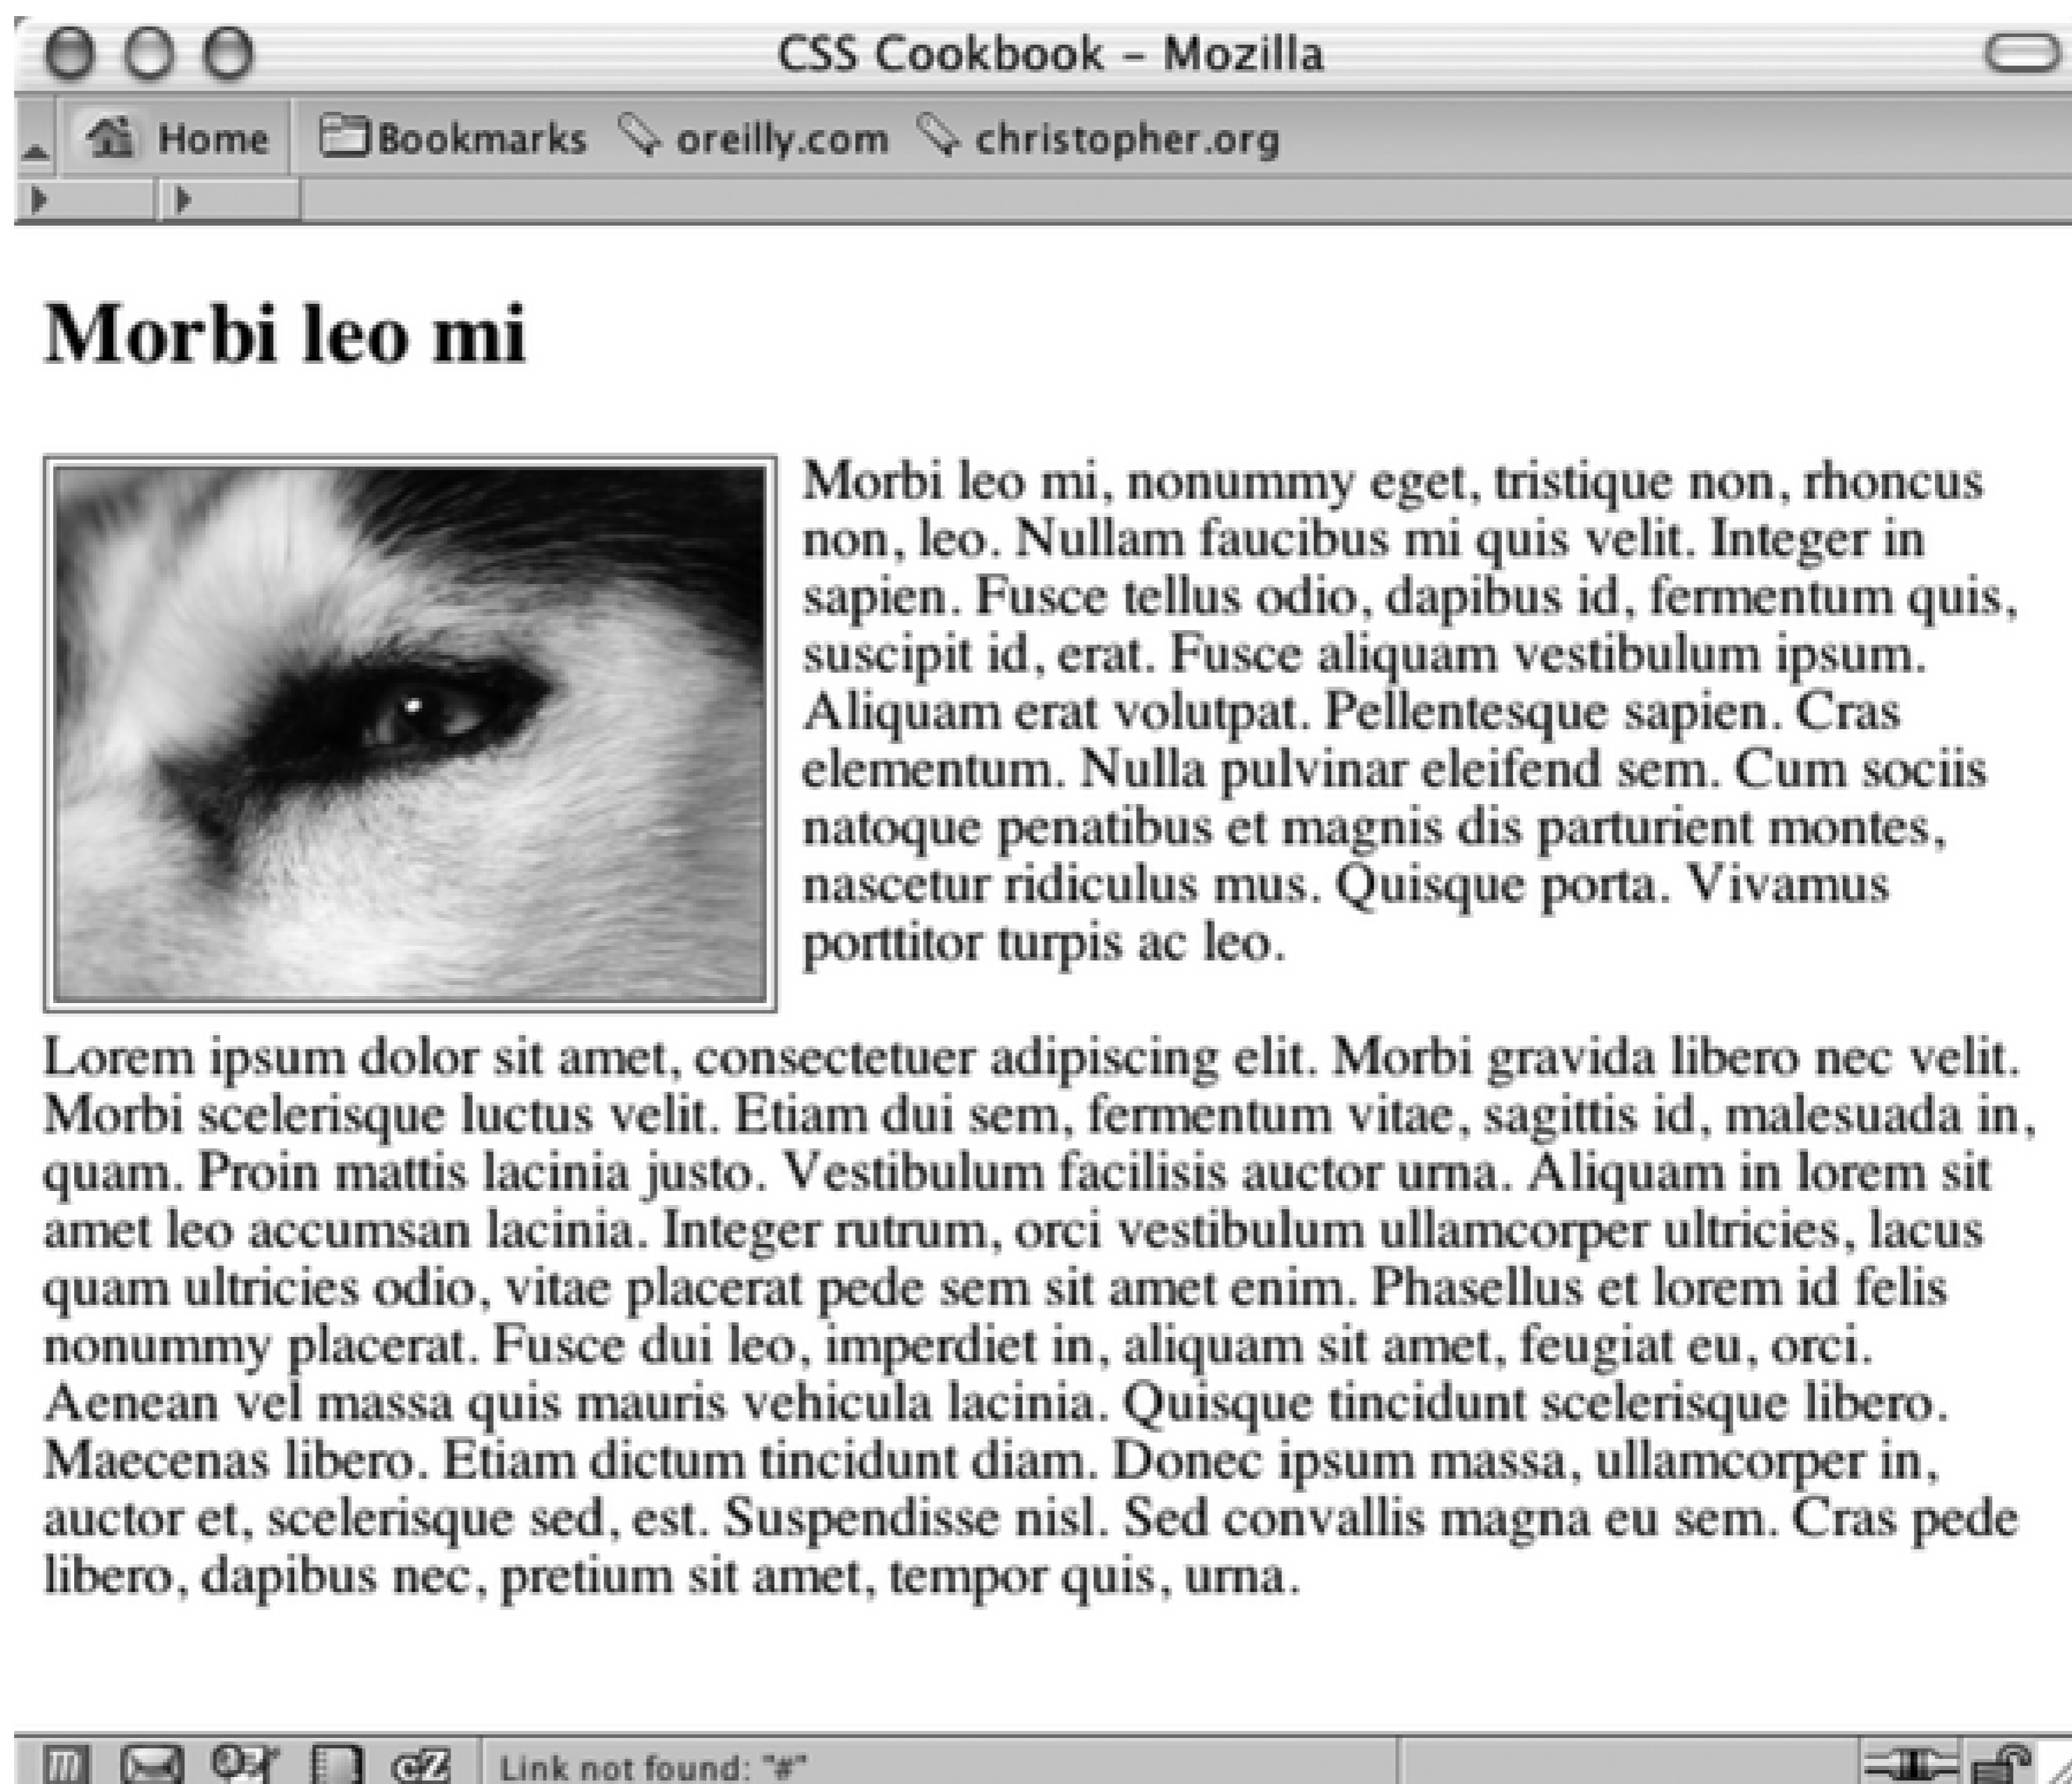 CSS Cookbook – Mozilla
Home Bookmarks oreilly.com christopher.org
Morbi leo mi
Morbi leo mi, nonummy eget, tristique non, rhoncus
non, leo. Nullam faucibus mi quis velit. Integer in
sapien. Fusce tellus odio, dapibus id, fermentum quis,
suscipit id, erat. Fusce aliquam vestibulum ipsum.
Aliquam erat volutpat. Pellentesque sapien. Cras
elementum. Nulla pulvinar eleifend sem. Cum sociis
natoque penatibus et magnis dis parturient montes,
nascetur ridiculus mus. Quisque porta. Vivamus
porttitor turpis ac leo.
Lorem ipsum dolor sit amet, consectetuer adipiscing elit. Morbi gravida libero nec velit.
Morbi scelerisque luctus velit. Etiam dui sem, fermentum vitae, sagittis id, malesuada in,
quam. Proin mattis lacinia justo. Vestibulum facilisis auctor urna. Aliquam in lorem sit
amet leo accumsan lacinia. Integer rutrum, orci vestibulum ullamcorper ultricies, lacus
quam ultricies odio, vitae placerat pede sem sit amet enim. Phasellus et lorem id felis
nonummy placerat. Fusce dui leo, imperdiet in, aliquam sit amet, feugiat eu, orci.
Aenean vel massa quis mauris vehicula lacinia. Quisque tincidunt scelerisque libero.
Maecenas libero. Etiam dictum tincidunt diam. Donec ipsum massa, ullamcorper in,
auctor et, scelerisque sed, est. Suspendisse nisl. Sed convallis magna eu sem. Cras pede
libero, dapibus nec, pretium sit amet, tempor quis, urna.
m cZ Link not found: "#"